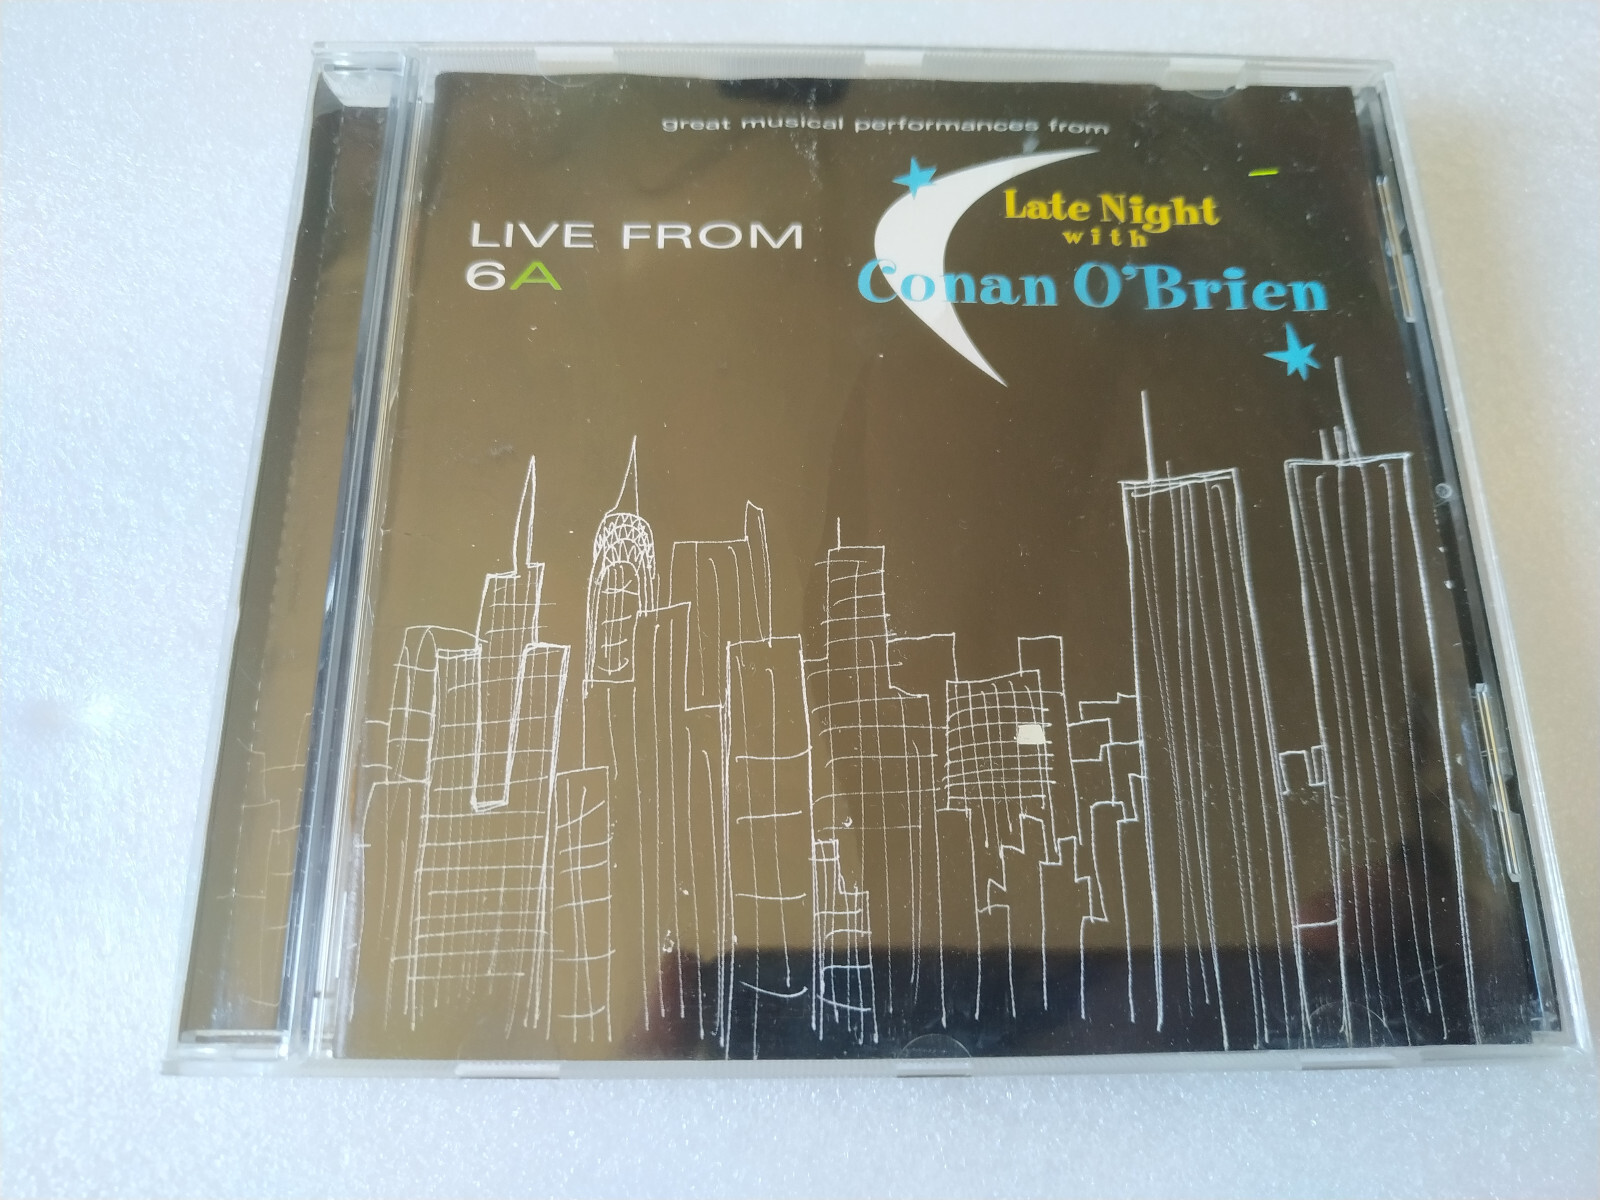 great musical performances from
LIVE FROM
6A
Late Night
with
Conan O'Brien